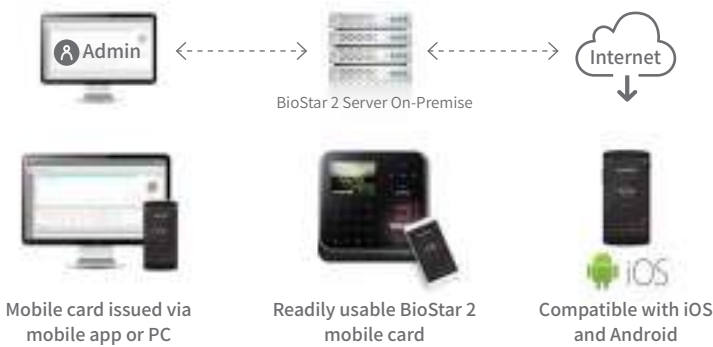 Admin
Internet
BioStar 2 Server On-Premise
iOS
Mobile card issued via
mobile app or PC
Readily usable BioStar 2
mobile card
Compatible with iOS
and Android